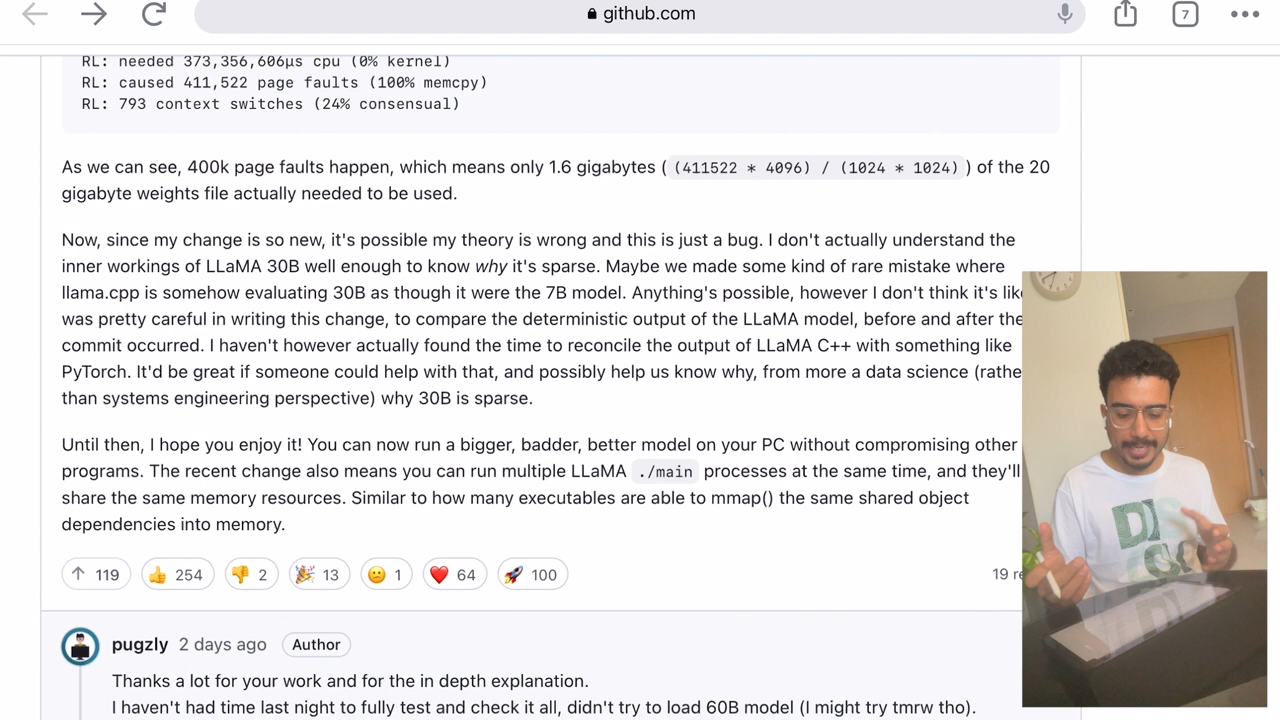 github.com
7
RL: needed 373,356,606µs cpu (0% kernel)
RL: caused 411,522 page faults (100% memcpy)
RL: 793 context switches (24% consensual)
As we can see, 400k page faults happen, which means only 1.6 gigabytes ( (411522 * 4096) / (1024 * 1024) ) of the 20
gigabyte weights file actually needed to be used.
Now, since my change is so new, it's possible my theory is wrong and this is just a bug. I don't actually understand the
inner workings of LLaMA 30B well enough to know why it's sparse. Maybe we made some kind of rare mistake where
llama.cpp is somehow evaluating 30B as though it were the 7B model. Anything's possible, however I don't think it's
was pretty careful in writing this change, to compare the deterministic output of the LLaMA model, before and after the
commit occurred. I haven't however actually found the time to reconcile the output of LLaMA C++ with something like
PyTorch. It'd be great if someone could help with that, and possibly help us know why, from more a data science
than systems engineering perspective) why 30B is sparse.
Until then, I hope you enjoy it! You can now run a bigger, badder, better model on your PC without compromising other
programs. The recent change also means you can run multiple LLaMA ./main processes at the same time, and they'll
share the same memory resources. Similar to how many executables are able to mmap() the same shared object
dependencies into memory.
119 254 2 13 1 64 100 19
pugzly 2 days ago Author
Thanks a lot for your work and for the in depth explanation.
I haven't had time last night to fully test and check it all, didn't try to load 60B model (I might try tmrw tho).